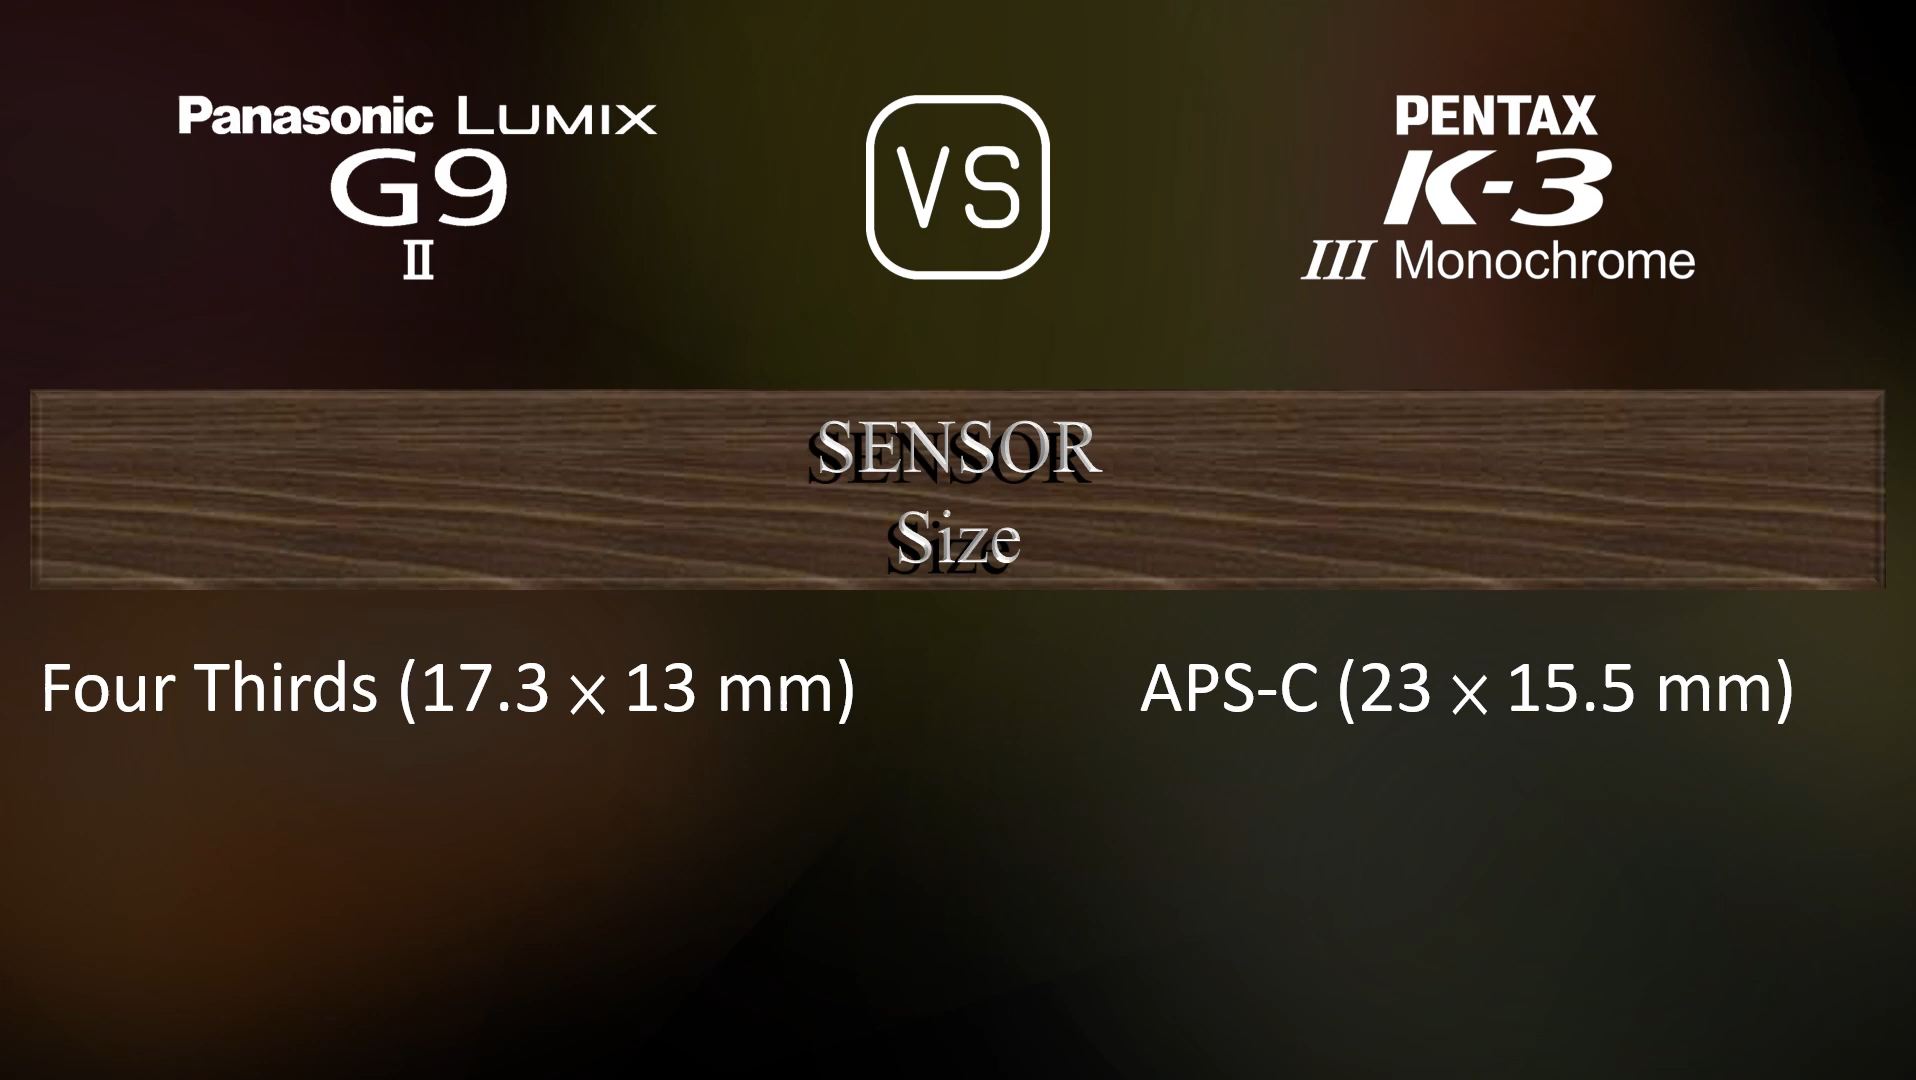 Panasonic LUMIX
G9
II
VS
PENTAX
K-3
III Monochrome
SENSOR
Size
Four Thirds (17.3 x 13 mm)
APS-C (23 x 15.5 mm)